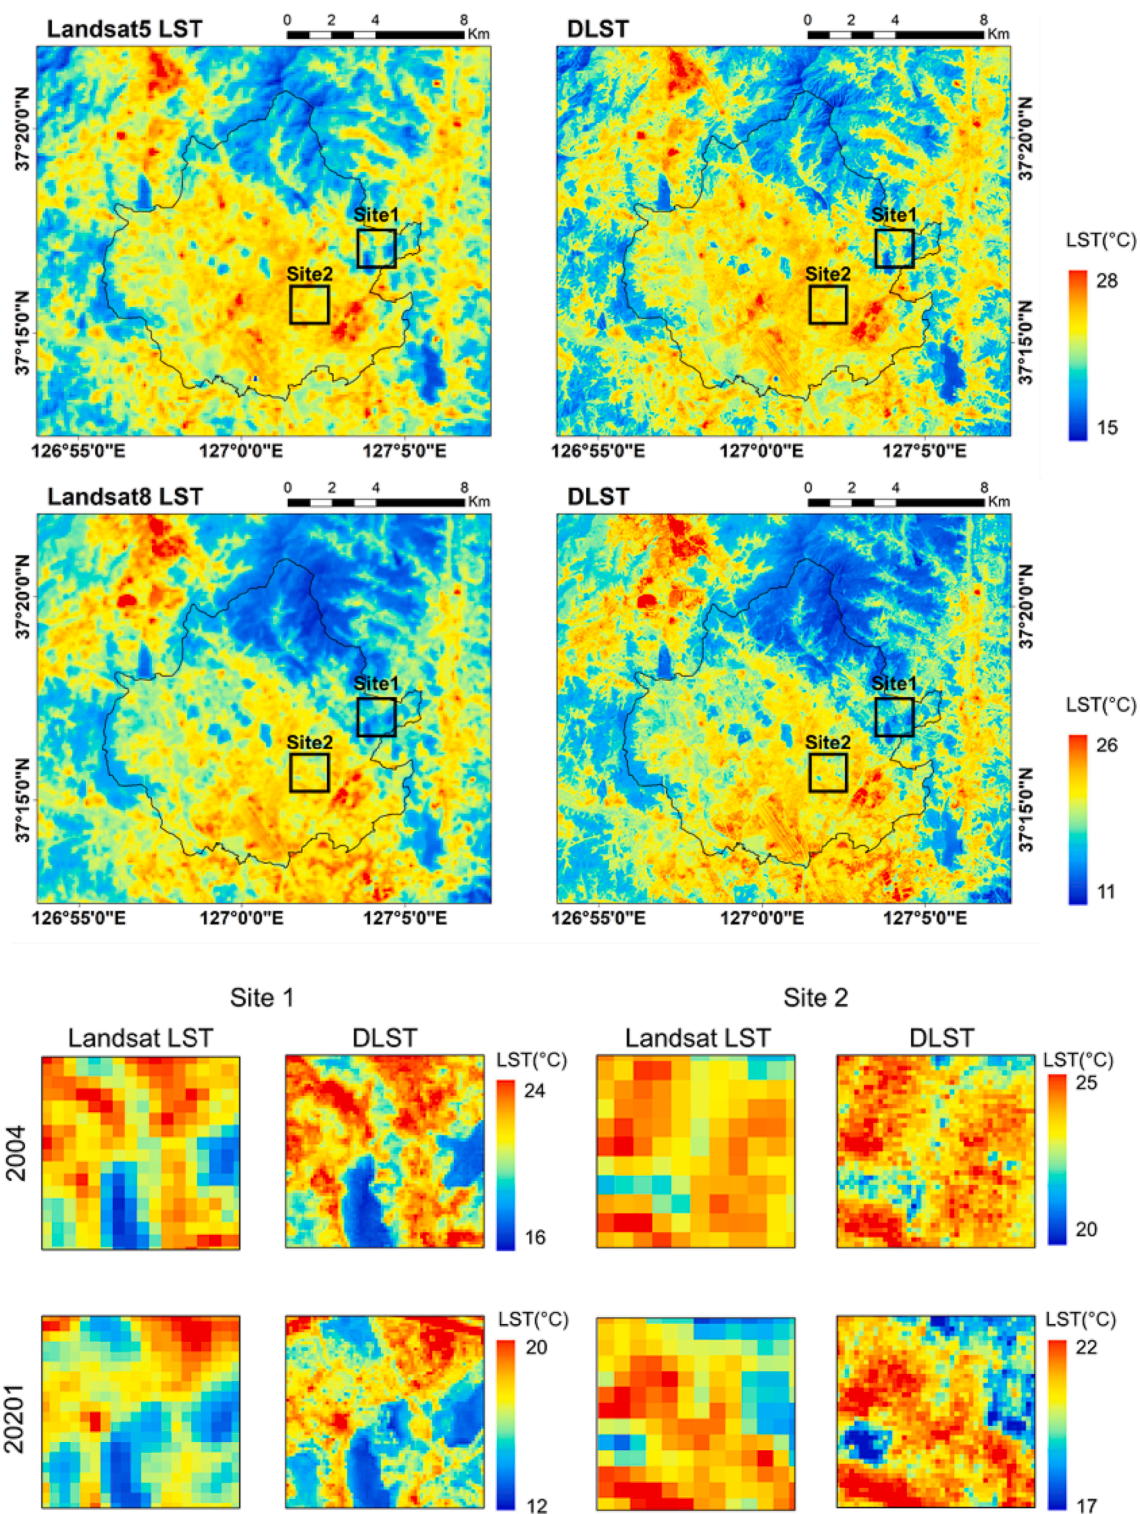 Landsat5 LST
0 2 4 8
Km
DLST
0 2 4 8
Km
37°20'0"N
37°15'0"N
Site1
Site2
Site1
Site2
37°20'0"N
37°15'0"N
LST(°C)
28
15
126°55'0"E 127°0'0"E 127°5'0"E
126°55'0"E 127°0'0"E 127°5'0"E
Landsat8 LST
0 2 4 8
Km
DLST
0 2 4 8
Km
37°20'0"N
37°15'0"N
Site1
Site2
Site1
Site2
37°20'0"N
37°15'0"N
LST(°C)
26
11
126°55'0"E 127°0'0"E 127°5'0"E
126°55'0"E 127°0'0"E 127°5'0"E
Site 1
Site 2
Landsat LST
DLST
Landsat LST
DLST
2004
LST(°C)
24
16
LST(°C)
25
20
20201
LST(°C)
20
12
LST(°C)
22
17